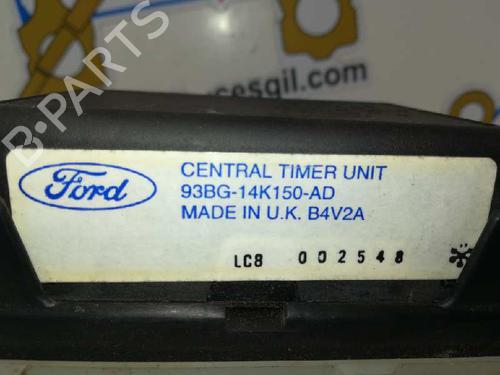 cesgil.com
B-PARTS
Ford
CENTRAL TIMER UNIT
93BG-14K150-AD
MADE IN U.K. B4V2A
LC8 002548